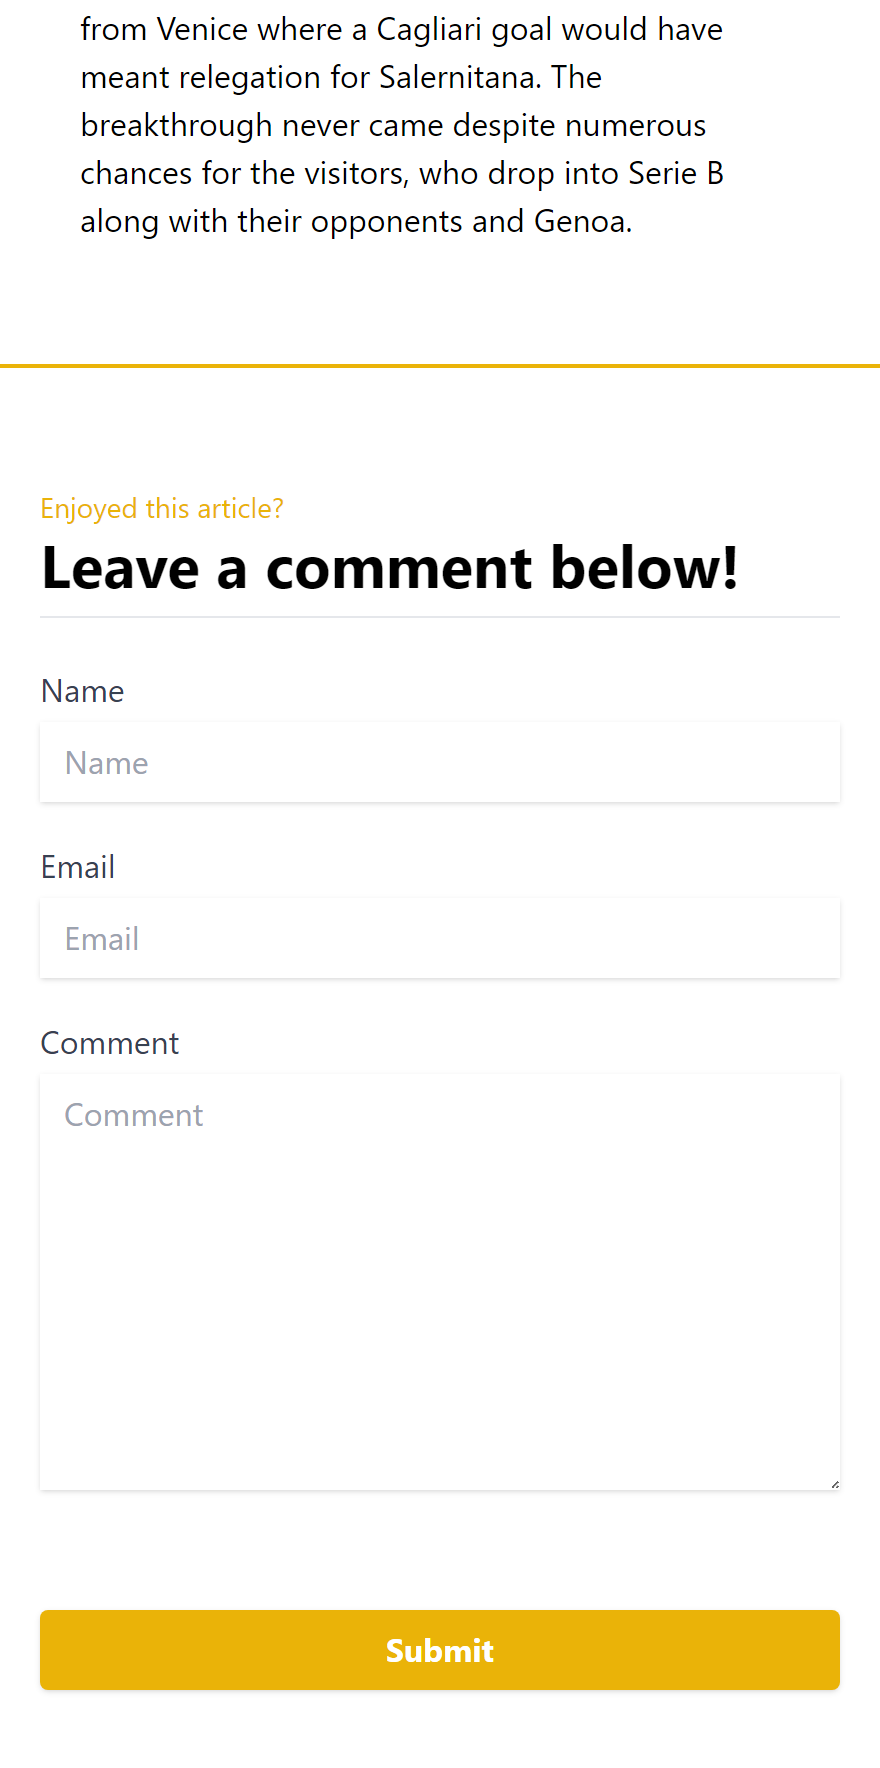 from Venice where a Cagliari goal would have
meant relegation for Salernitana. The
breakthrough never came despite numerous
chances for the visitors, who drop into Serie B
along with their opponents and Genoa.
Enjoyed this article?
Leave a comment below!
Name
Name
Email
Email
Comment
Comment
Submit